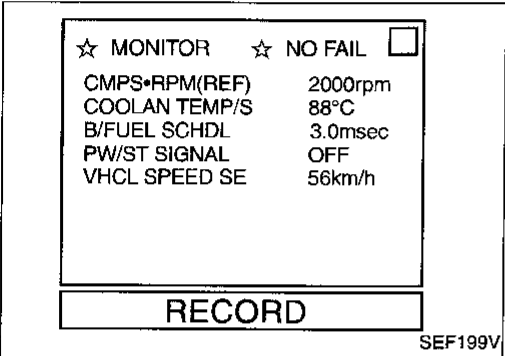 ☆ MONITOR ☆ NO FAIL
CMPS•RPM(REF) 2000rpm
COOLAN TEMP/S 88°C
B/FUEL SCHDL 3.0msec
PW/ST SIGNAL OFF
VHCL SPEED SE 56km/h
RECORD
SEF199V